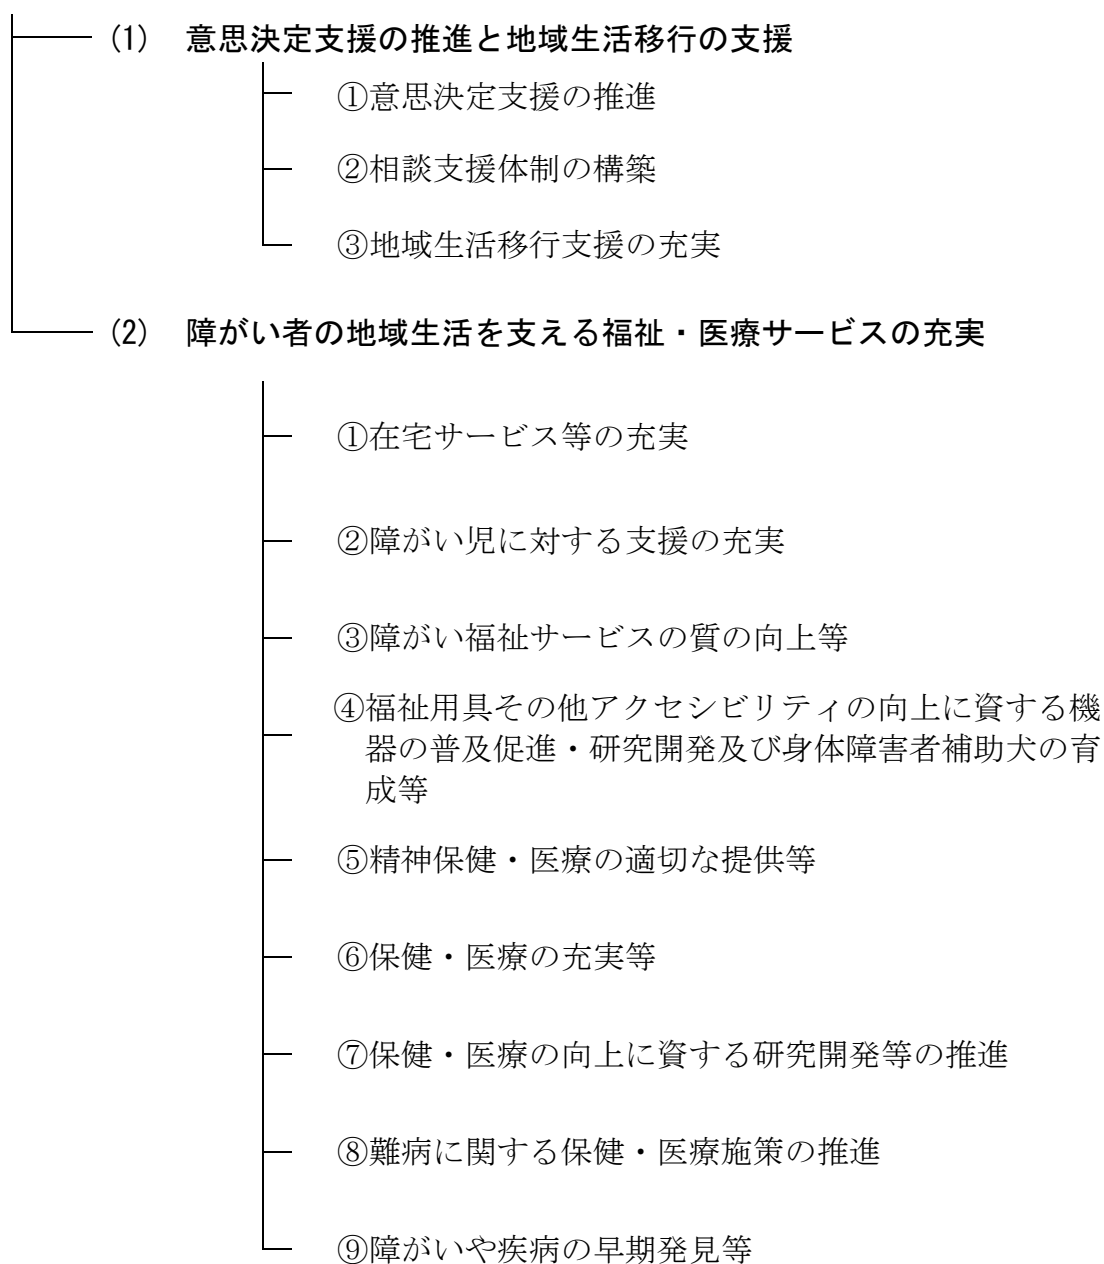 (1) 意思決定支援の推進と地域生活移行の支援
①意思決定支援の推進
②相談支援体制の構築
③地域生活移行支援の充実
(2) 障がい者の地域生活を支える福祉・医療サービスの充実
①在宅サービス等の充実
②障がい児に対する支援の充実
③障がい福祉サービスの質の向上等
④福祉用具その他アクセシビリティの向上に資する機
器の普及促進・研究開発及び身体障害者補助犬の育
成等
⑤精神保健・医療の適切な提供等
⑥保健・医療の充実等
⑦保健・医療の向上に資する研究開発等の推進
⑧難病に関する保健・医療施策の推進
⑨障がいや疾病の早期発見等